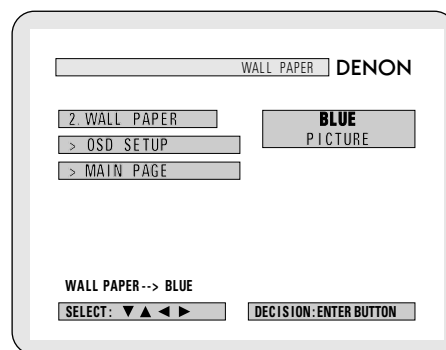 WALL PAPER DENON
2. WALL PAPER
> OSD SETUP
> MAIN PAGE
BLUE
PICTURE
WALL PAPER--> BLUE
SELECT: ▼ ▲ ◄ ► DECISION:ENTER BUTTON